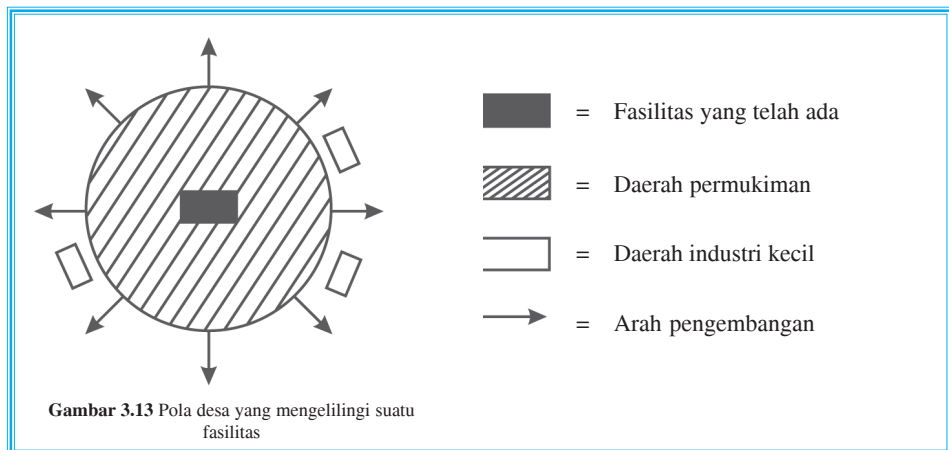 = Fasilitas yang telah ada
= Daerah permukiman
= Daerah industri kecil
= Arah pengembangan
Gambar 3.13 Pola desa yang mengelilingi suatu
fasilitas